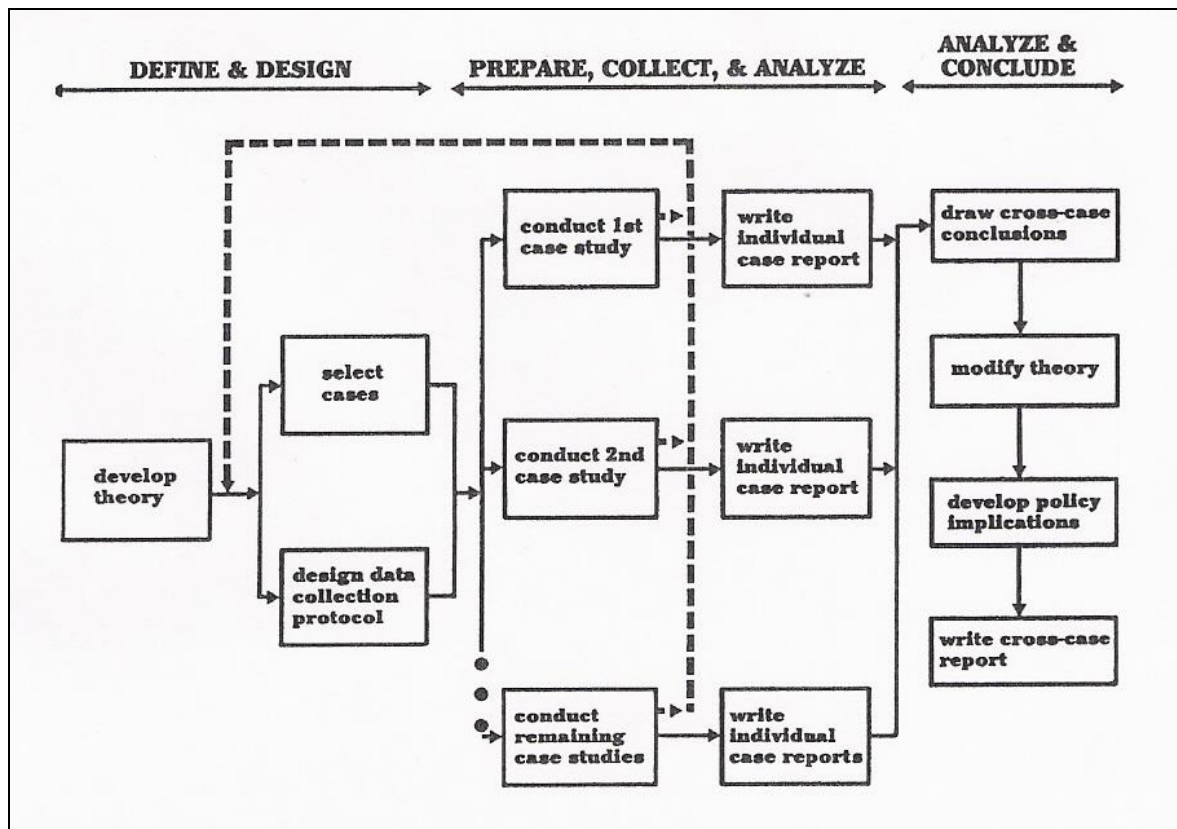 DEFINE & DESIGN
PREPARE, COLLECT, & ANALYZE
ANALYZE &
CONCLUDE
develop
theory
select
cases
design data
collection
protocol
conduct 1st
case study
write
individual
case report
conduct 2nd
case study
write
individual
case report
conduct
remaining
case studies
write
individual
case reports
draw cross-case
conclusions
modify theory
develop policy
implications
write cross-case
report